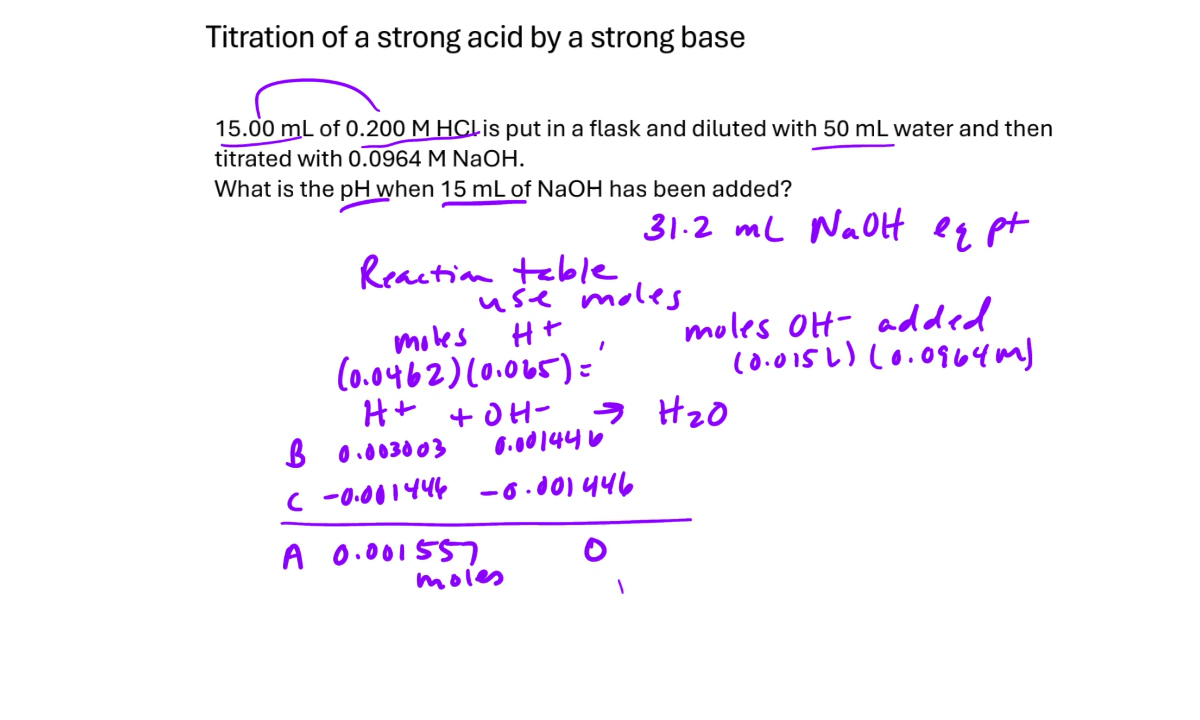 Titration of a strong acid by a strong base
15.00 mL of 0.200 M HCl is put in a flask and diluted with 50 mL water and then
titrated with 0.0964 M NaOH.
What is the pH when 15 mL of NaOH has been added?
31.2 mL NaOH eq pt
Reaction table
use moles
moles H+
(0.0462)(0.065) =
moles OH- added
(0.015 L) (0.0964 M)
H+ + OH- → H2O
B 0.003003 0.001446
C -0.001446 -0.001446
A 0.001557 0
moles